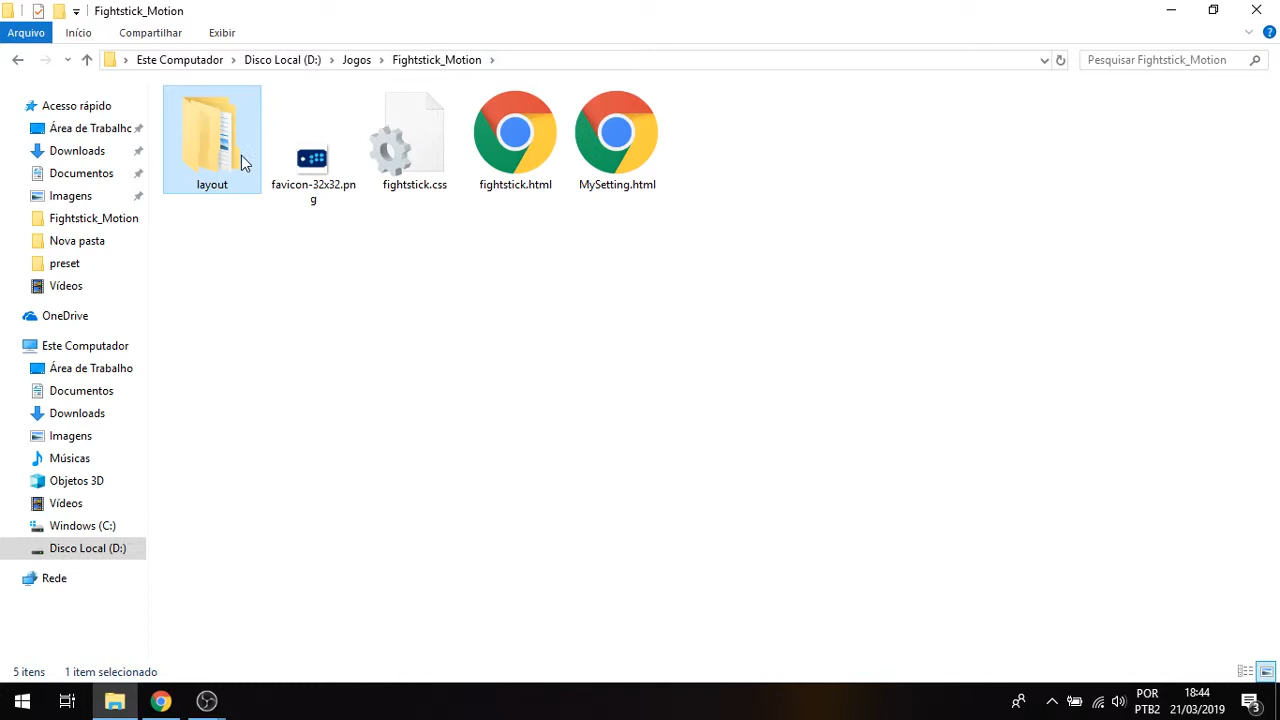 Fightstick_Motion
Arquivo Início Compartilhar Exibir
Este Computador Disco Local (D:) Jogos Fightstick_Motion
Pesquisar Fightstick_Motion
Acesso rápido
Área de Trabalhc
Downloads
Documentos
Imagens
Fightstick_Motion
Nova pasta
preset
Vídeos
OneDrive
Este Computador
Área de Trabalho
Documentos
Downloads
Imagens
Músicas
Objetos 3D
Vídeos
Windows (C:)
Disco Local (D:)
Rede
layout
favicon-32x32.pn
g
fightstick.css
fightstick.html
MySetting.html
5 itens 1 item selecionado
POR
PTB2
18:44
21/03/2019
3